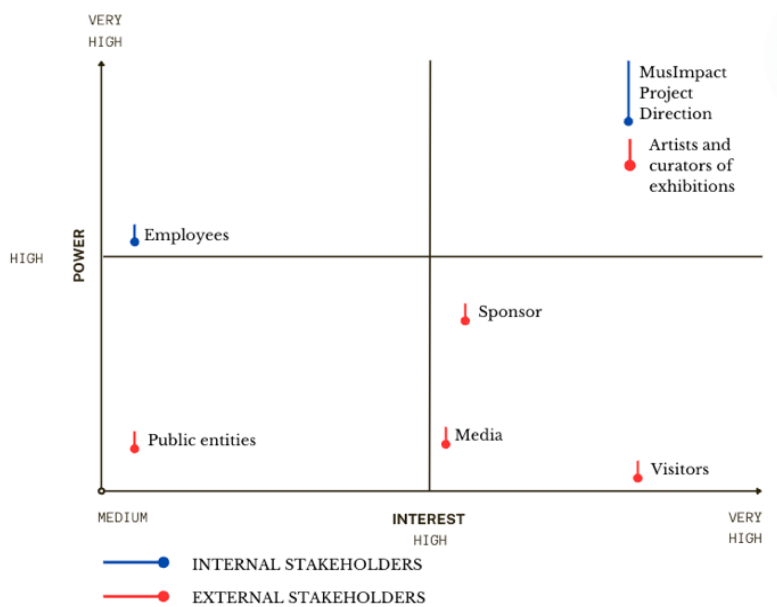 VERY
HIGH
MusImpact
Project
Direction
Artists and
curators of
exhibitions
Employees
POWER
HIGH
Sponsor
Public entities
Media
Visitors
MEDIUM
INTEREST
HIGH
VERY
HIGH
INTERNAL STAKEHOLDERS
EXTERNAL STAKEHOLDERS